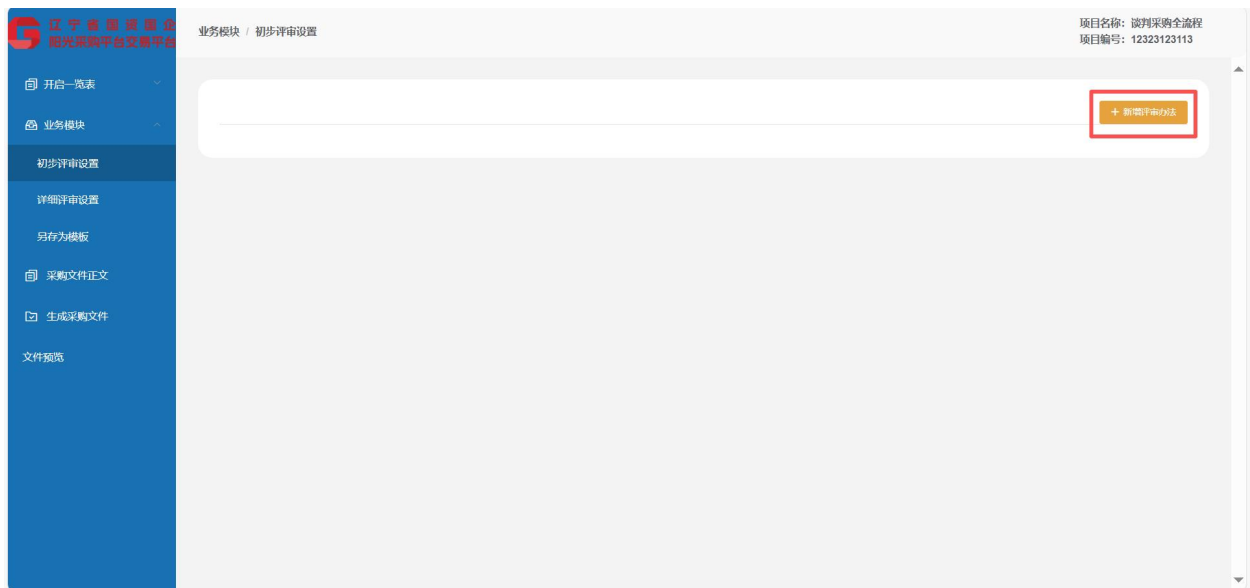 辽宁省国资国企
阳光采购平台交易平台
业务模块 / 初步评审设置
项目名称：谈判采购全流程
项目编号：12323123113
开启一览表
业务模块
初步评审设置
详细评审设置
另存为模板
采购文件正文
生成采购文件
文件预览
+ 新增评审办法